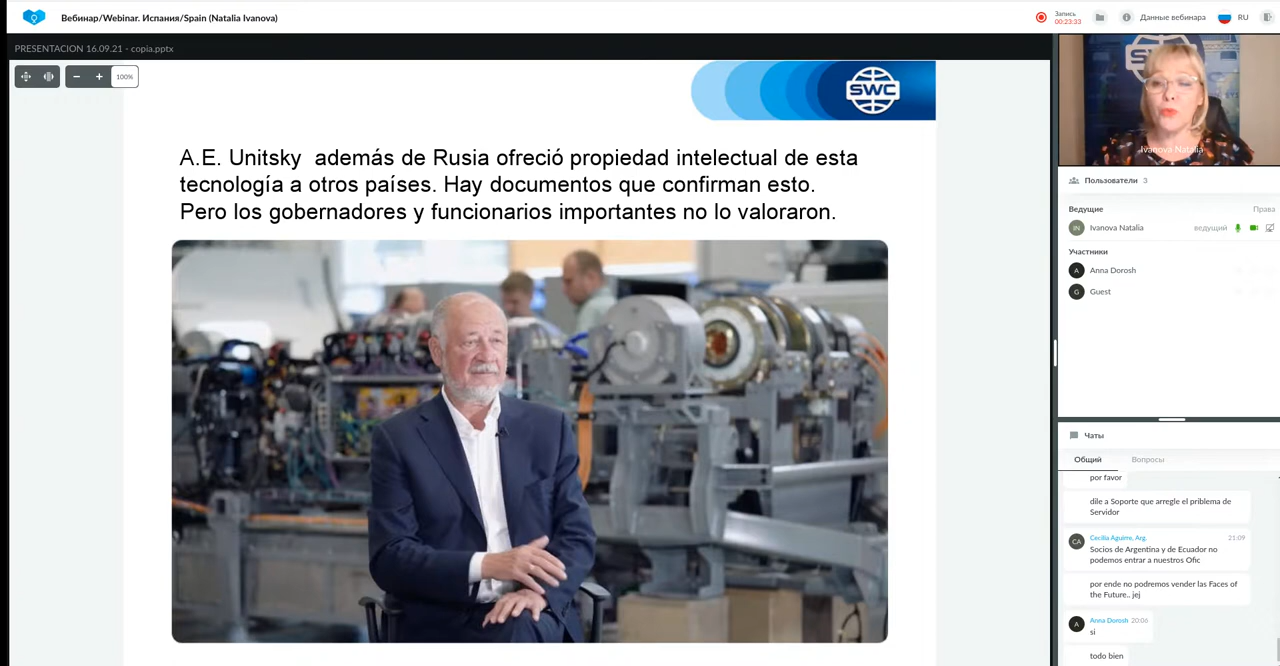 Вебинар/Webinar. Испания/Spain (Natalia Ivanova)
Запись
00:23:33
Данные вебинара
RU
PRESENTACION 16.09.21 - copia.pptx
100%
SWC
A.E. Unitsky además de Rusia ofreció propiedad intelectual de esta
tecnología a otros países. Hay documentos que confirman esto.
Pero los gobernadores y funcionarios importantes no lo valoraron.
Ivanova Natalia
Пользователи 3
Ведущие
Права
IN
Ivanova Natalia
ведущий
Участники
A
Anna Dorosh
G
Guest
Чаты
Общий
Вопросы
por favor
dile a Soporte que arregle el priblema de
Servidor
CA
Cecilia Aguirre, Arg.
21:09
Socios de Argentina y de Ecuador no
podemos entrar a nuestros Ofic
por ende no podremos vender las Faces of
the Future.. jej
A
Anna Dorosh 20:06
si
todo bien